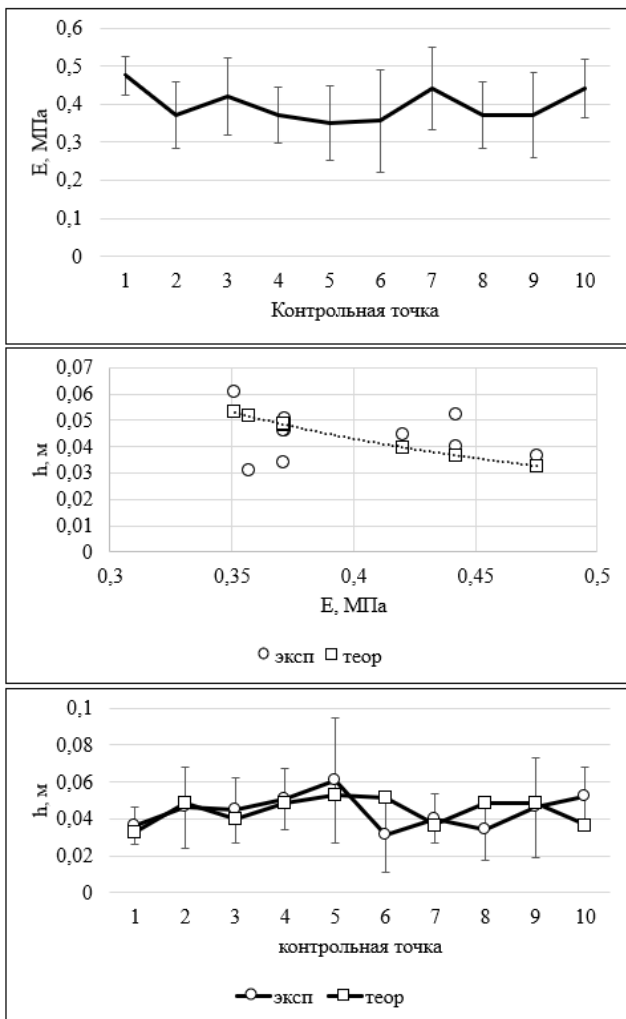 0,6
0,5
0,4
0,3
0,2
0,1
0
E, МПа
1 2 3 4 5 6 7 8 9 10
Контрольная точка
0,07
0,06
0,05
0,04
0,03
0,02
0,01
0
h, м
0,3 0,35 0,4 0,45 0,5
E, МПа
эксп теор
0,1
0,08
0,06
0,04
0,02
0
h, м
1 2 3 4 5 6 7 8 9 10
контрольная точка
эксп теор